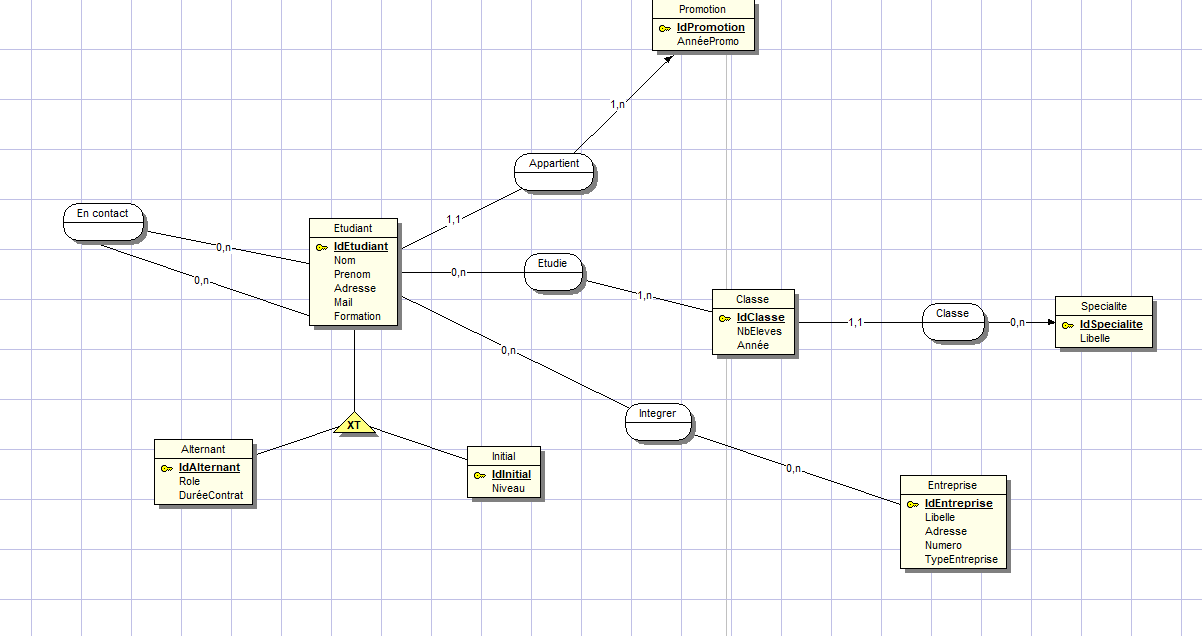 Promotion
IdPromotion
AnnéePromo
1,n
Appartient
1,1
En contact
0,n
0,n
Etudiant
IdEtudiant
Nom
Prenom
Adresse
Mail
Formation
0,n
Etudie
1,n
Classe
IdClasse
NbEleves
Année
1,1
Classe
0,n
Specialite
IdSpecialite
Libelle
0,n
Integrer
0,n
XT
Alternant
IdAlternant
Role
DuréeContrat
Initial
IdInitial
Niveau
Entreprise
IdEntreprise
Libelle
Adresse
Numero
TypeEntreprise